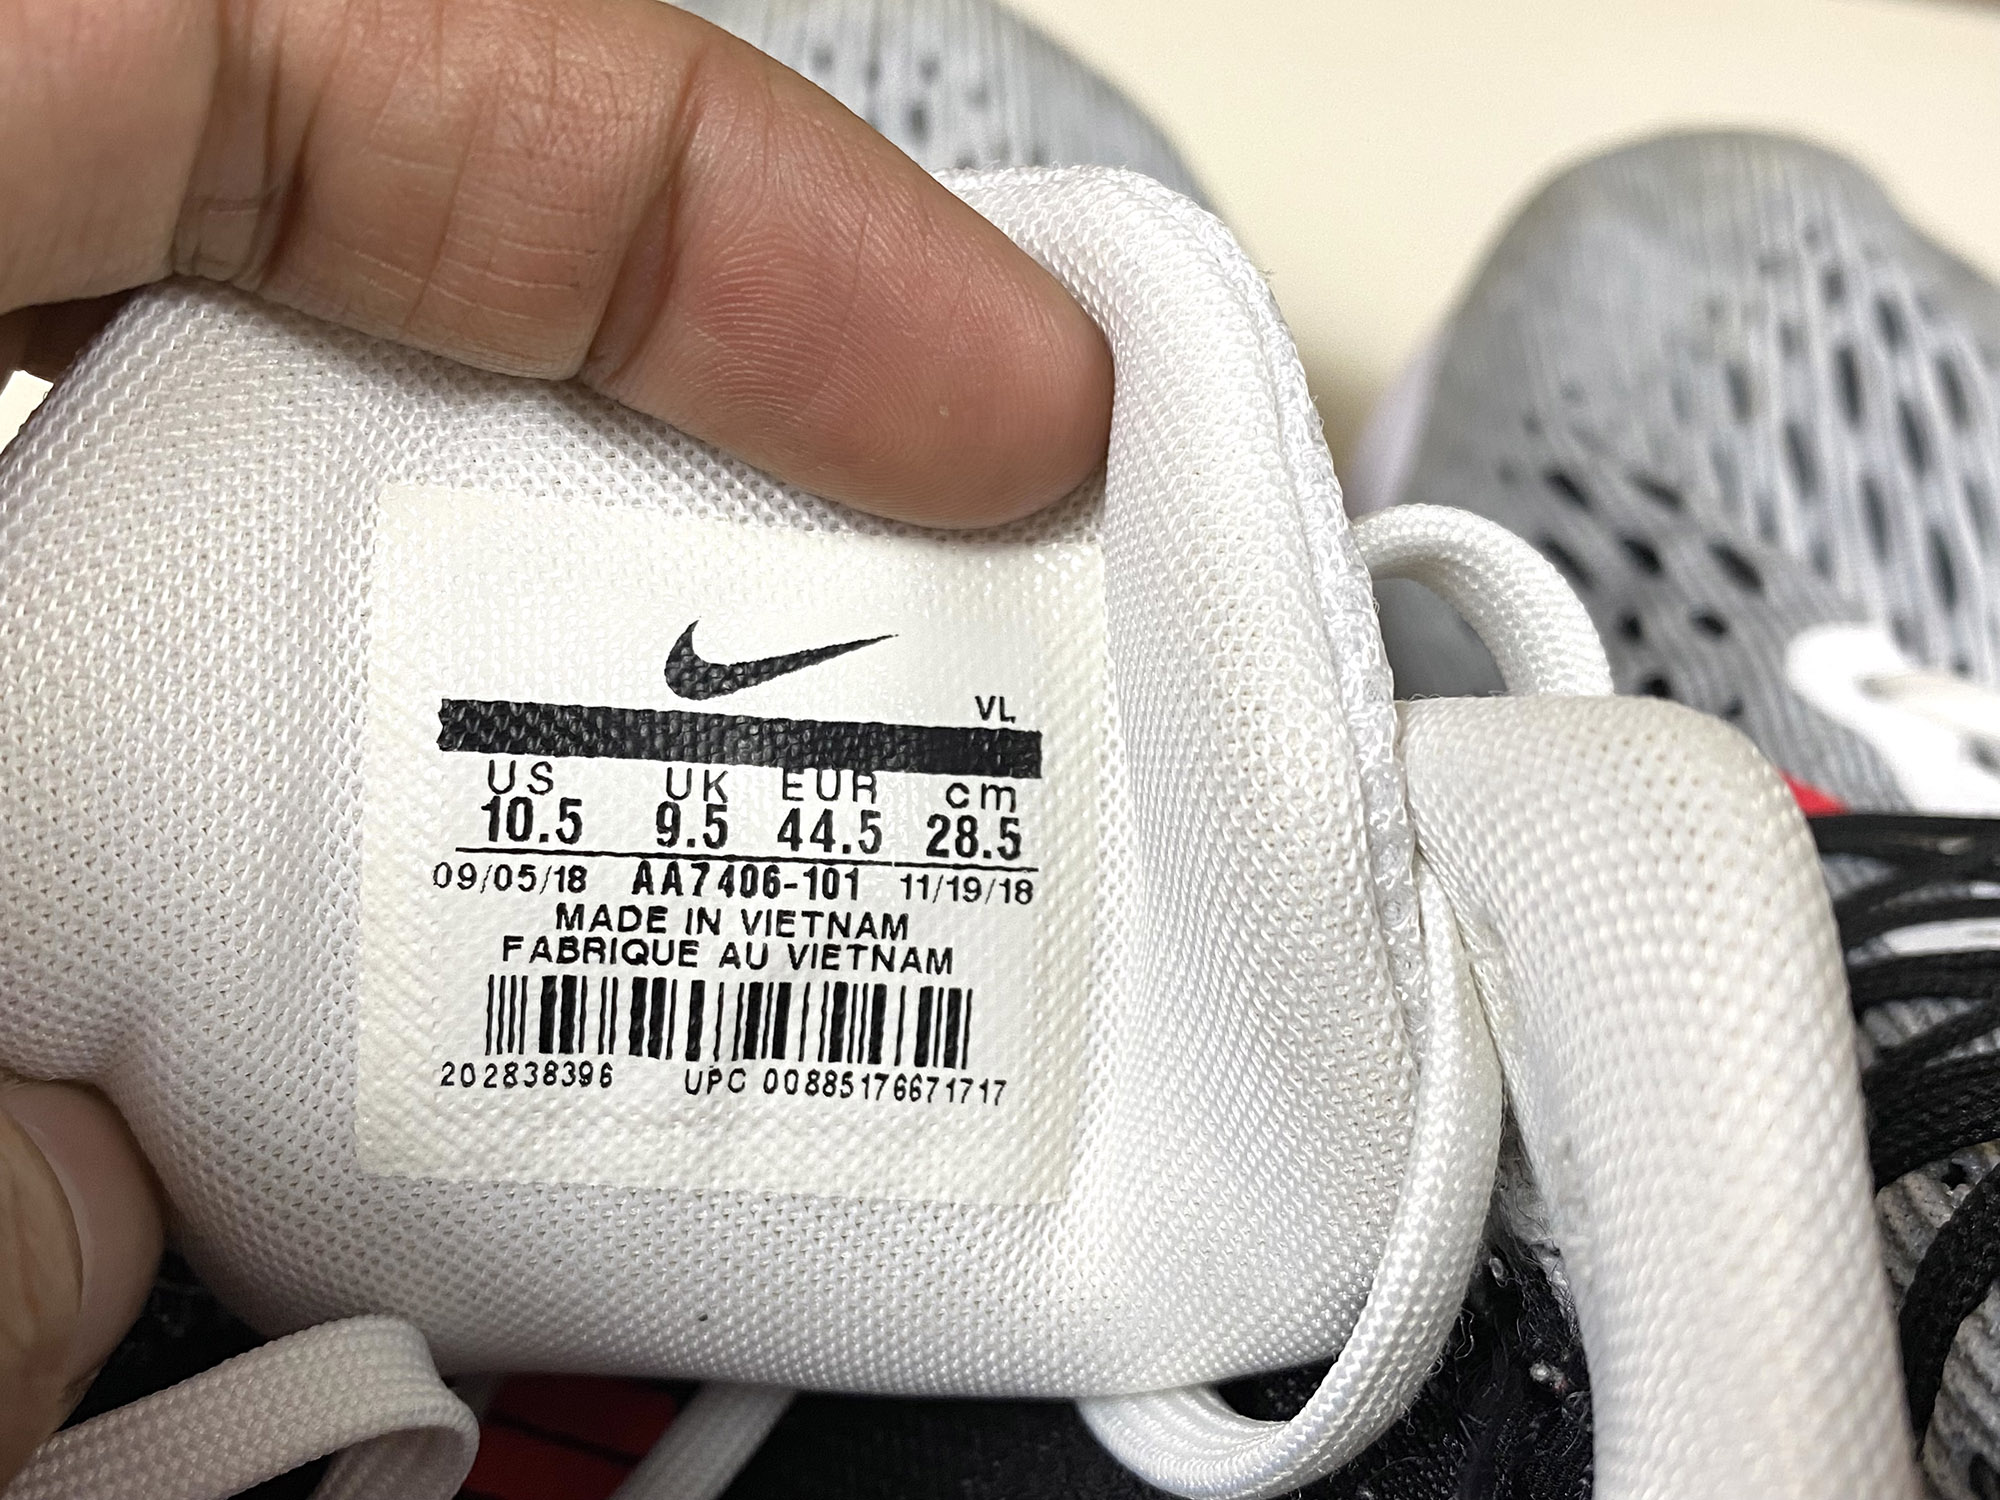 VL
US UK EUR cm
10.5 9.5 44.5 28.5
09/05/18 AA7406-101 11/19/18
MADE IN VIETNAM
FABRIQUE AU VIETNAM
202838396 UPC 00885176671717